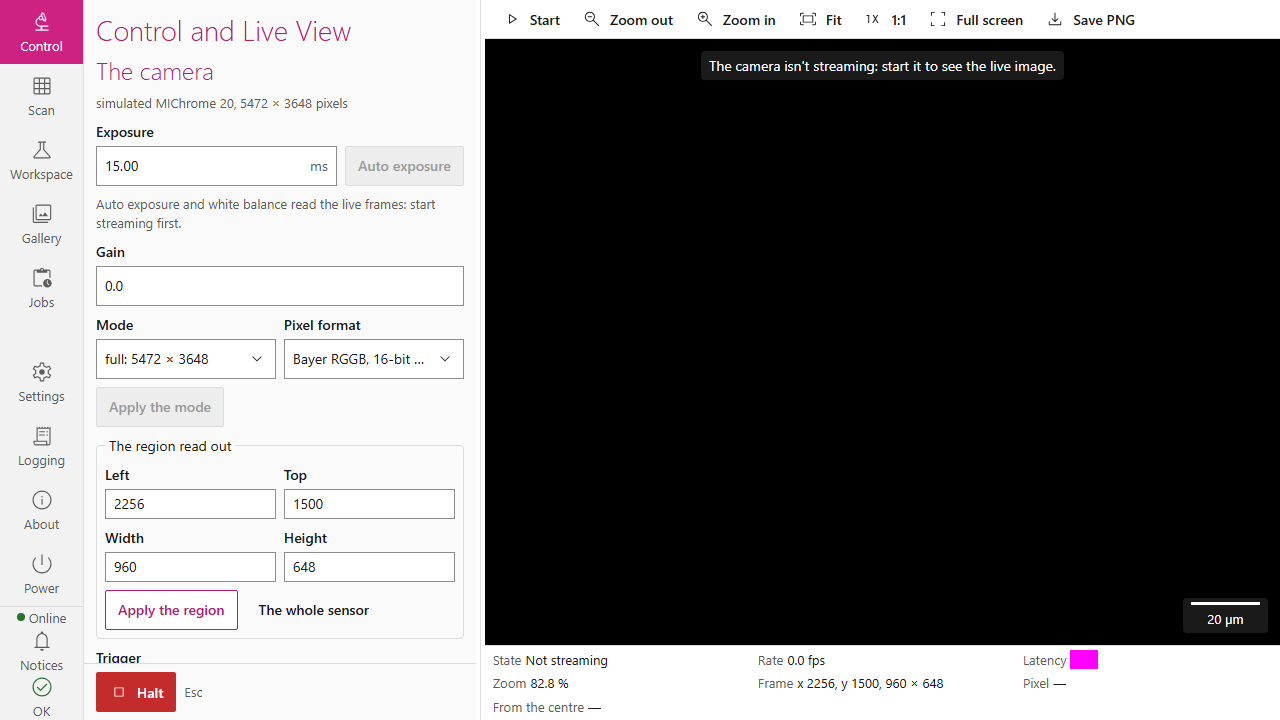 Control
Scan
Workspace
Gallery
Jobs
Settings
Logging
About
Power
Online
Notices
OK
Control and Live View
The camera
simulated MIChrome 20, 5472 × 3648 pixels
Exposure
15.00 ms
Auto exposure
Auto exposure and white balance read the live frames: start
streaming first.
Gain
0.0
Mode Pixel format
full: 5472 × 3648 Bayer RGGB, 16-bit ...
Apply the mode
The region read out
Left Top
2256 1500
Width Height
960 648
Apply the region The whole sensor
Trigger
Halt Esc
Start Zoom out Zoom in Fit 1X 1:1 Full screen Save PNG
The camera isn't streaming: start it to see the live image.
20 µm
State Not streaming Rate 0.0 fps Latency
Zoom 82.8 % Frame x 2256, y 1500, 960 × 648 Pixel —
From the centre —